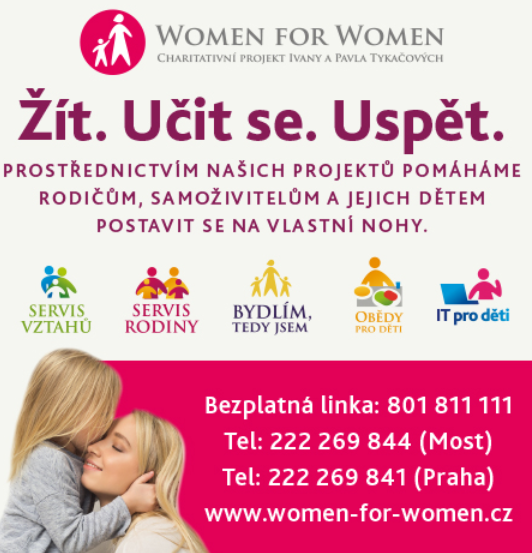 WOMEN FOR WOMEN
CHARITATIVNÍ PROJEKT IVANY A PAVLA TYKAČOVÝCH
Žít. Učit se. Uspět.
PROSTŘEDNICTVÍM NAŠICH PROJEKTŮ POMÁHÁME
RODIČŮM, SAMOŽIVITELŮM A JEJICH DĚTEM
POSTAVIT SE NA VLASTNÍ NOHY.
SERVIS
VZTAHŮ
SERVIS
RODINY
BYDLÍM,
TEDY JSEM
OBĚDY
PRO DĚTI
IT pro děti
Bezplatná linka: 801 811 111
Tel: 222 269 844 (Most)
Tel: 222 269 841 (Praha)
www.women-for-women.cz